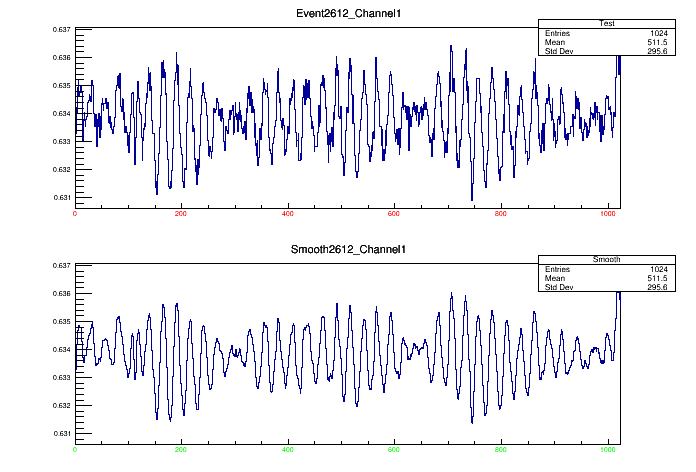 Event2612_Channel1
Test
Entries 1024
Mean 511.5
Std Dev 295.6
0.637
0.636
0.635
0.634
0.633
0.632
0.631
0 200 400 600 800 1000
Smooth2612_Channel1
Smooth
Entries 1024
Mean 511.5
Std Dev 295.6
0.637
0.636
0.635
0.634
0.633
0.632
0.631
0 200 400 600 800 1000